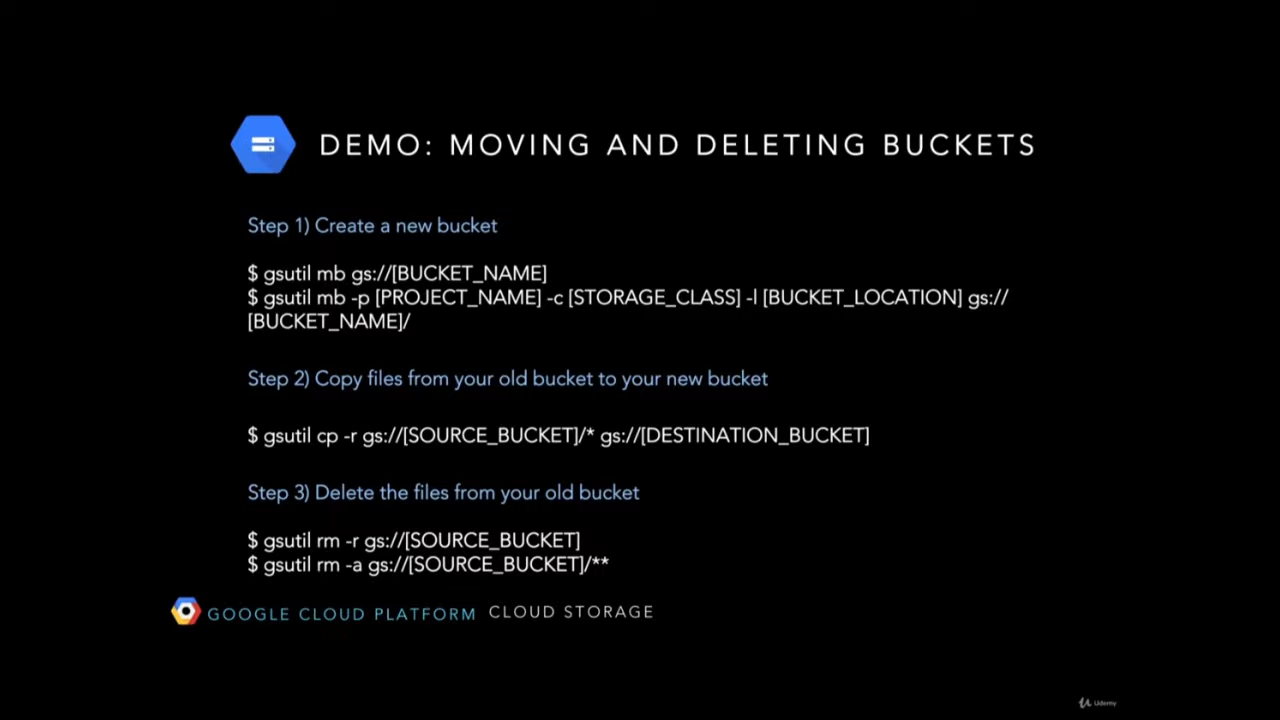 DEMO: MOVING AND DELETING BUCKETS
Step 1) Create a new bucket
$ gsutil mb gs://[BUCKET_NAME]
$ gsutil mb -p [PROJECT_NAME] -c [STORAGE_CLASS] -l [BUCKET_LOCATION] gs://
[BUCKET_NAME]/
Step 2) Copy files from your old bucket to your new bucket
$ gsutil cp -r gs://[SOURCE_BUCKET]/* gs://[DESTINATION_BUCKET]
Step 3) Delete the files from your old bucket
$ gsutil rm -r gs://[SOURCE_BUCKET]
$ gsutil rm -a gs://[SOURCE_BUCKET]/**
GOOGLE CLOUD PLATFORM CLOUD STORAGE
Udemy